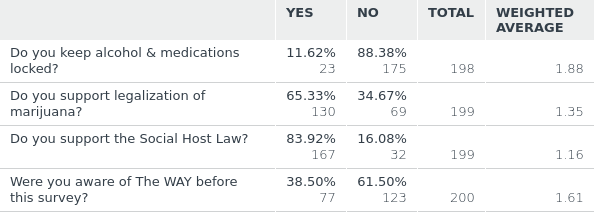 YES NO TOTAL WEIGHTED
AVERAGE
Do you keep alcohol & medications 11.62% 88.38%
locked? 23 175 198 1.88
Do you support legalization of 65.33% 34.67%
marijuana? 130 69 199 1.35
Do you support the Social Host Law? 83.92% 16.08%
167 32 199 1.16
Were you aware of The WAY before 38.50% 61.50%
this survey? 77 123 200 1.61